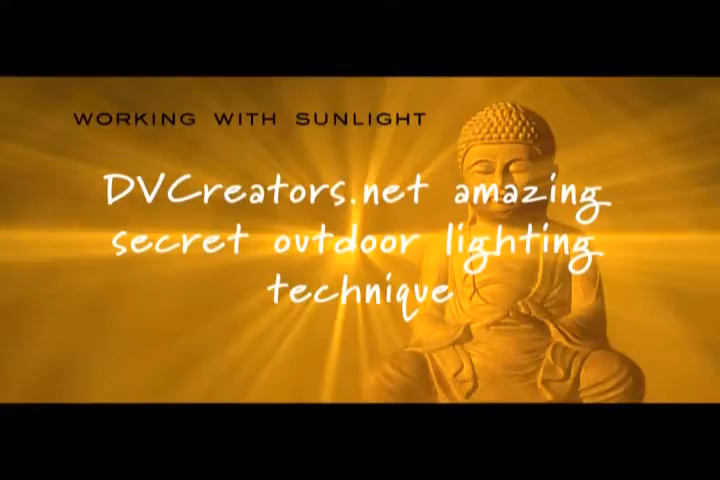 WORKING WITH SUNLIGHT
DVCreators.net amazing
secret outdoor lighting
technique